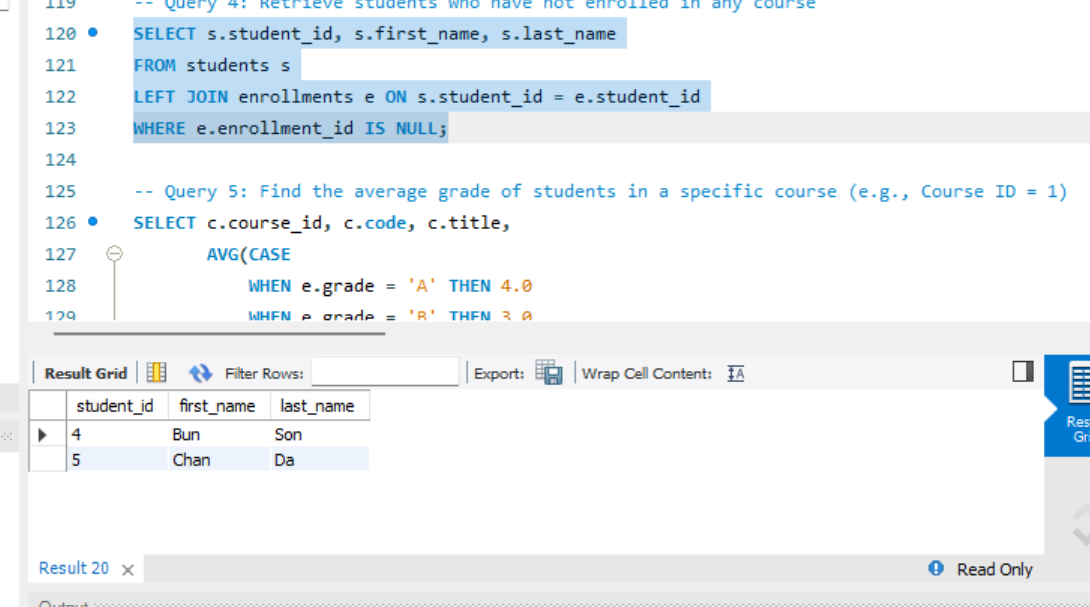 119 -- Query 4: Retrieve students who have not enrolled in any course
120 SELECT s.student_id, s.first_name, s.last_name
121 FROM students s
122 LEFT JOIN enrollments e ON s.student_id = e.student_id
123 WHERE e.enrollment_id IS NULL;
124
125 -- Query 5: Find the average grade of students in a specific course (e.g., Course ID = 1)
126 SELECT c.course_id, c.code, c.title,
127 AVG(CASE
128 WHEN e.grade = 'A' THEN 4.0
129 WHEN e.grade = 'B' THEN 3.0
Result Grid Filter Rows: Export: Wrap Cell Content: IA
student_id first_name last_name
4 Bun Son
5 Chan Da
Result 20 × Read Only
Output